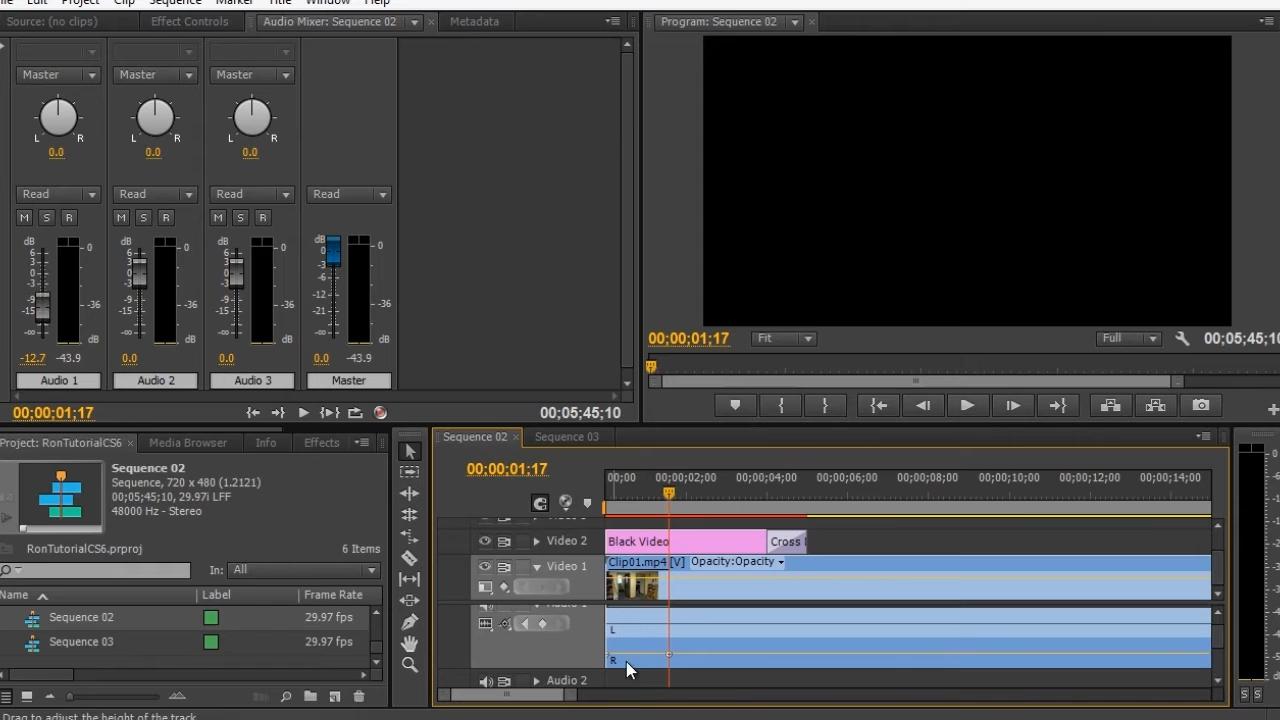 File Edit Project Clip Sequence Marker Title Window Help
Source: (no clips) Effect Controls Audio Mixer: Sequence 02 Metadata
Program: Sequence 02
Master Master Master
L R L R L R
0.0 0.0 0.0
Read Read Read Read
M S R M S R M S R
dB 6 3 0 -3 -9 -15 -∞ 0 -36 dB
dB 6 3 0 -3 -9 -15 -∞ 0 -36 dB
dB 6 3 0 -3 -9 -15 -∞ 0 -36 dB
dB 0 -3 -6 -12 -21 -∞ 0 -36 dB
-12.7 -43.9 0.0 0.0 0.0 -43.9
Audio 1 Audio 2 Audio 3 Master
00;00;01;17 00;05;45;10
00;00;01;17 Fit Full 00;05;45;10
Project: RonTutorialCS6 Media Browser Info Effects
Sequence 02
Sequence, 720 x 480 (1.2121)
00;05;45;10, 29.97i LFF
48000 Hz - Stereo
RonTutorialCS6.prproj 6 Items
In: All
Name Label Frame Rate
Sequence 02 29.97 fps
Sequence 03 29.97 fps
Sequence 02 Sequence 03
00;00;01;17
00;00 00;00;02;00 00;00;04;00 00;00;06;00 00;00;08;00 00;00;10;00 00;00;12;00 00;00;14;00
Video 2 Black Video Cross
Video 1 Clip01.mp4 [V] Opacity:Opacity
L
R
Audio 2
S S
Drag to adjust the height of the track.